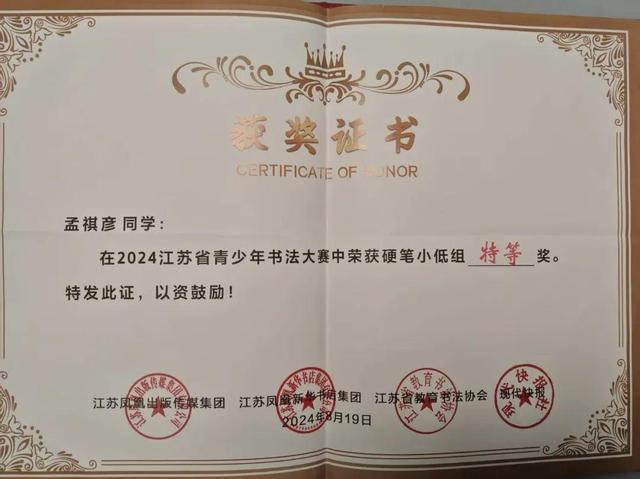 获奖证书
CERTIFICATE OF HONOR
孟祺彦 同学：
在2024江苏省青少年书法大赛中荣获硬笔小低组 特等 奖。
特发此证，以资鼓励！
江苏凤凰出版传媒集团 江苏凤凰新华书店集团 江苏省教育书法协会 现代快报
2024年8月19日